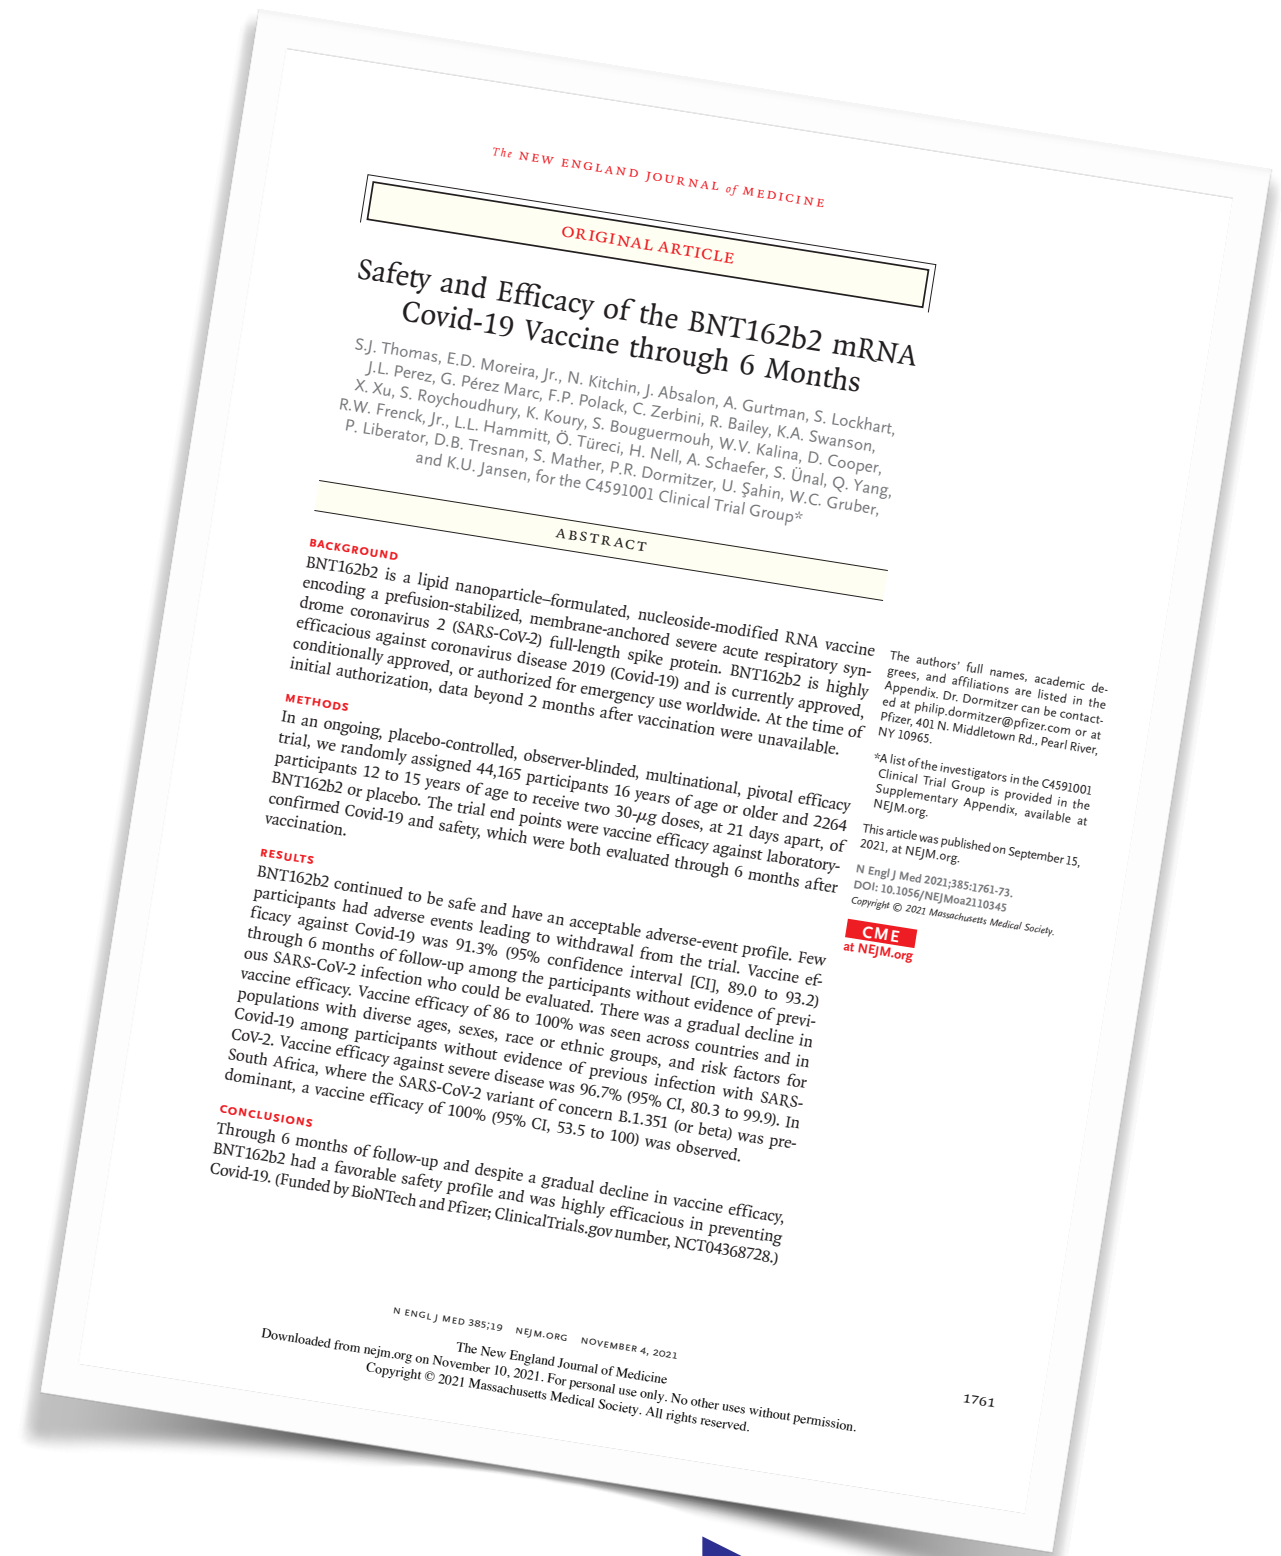 The NEW ENGLAND JOURNAL of MEDICINE
ORIGINAL ARTICLE
Safety and Efficacy of the BNT162b2 mRNA
Covid-19 Vaccine through 6 Months
S.J. Thomas, E.D. Moreira, Jr., N. Kitchin, J. Absalon, A. Gurtman, S. Lockhart,
J.L. Perez, G. Pérez Marc, F.P. Polack, C. Zerbini, R. Bailey, K.A. Swanson,
X. Xu, S. Roychoudhury, K. Koury, S. Bouguermouh, W.V. Kalina, D. Cooper,
R.W. Frenck, Jr., L.L. Hammitt, Ö. Türeci, H. Nell, A. Schaefer, S. Ünal, Q. Yang,
P. Liberator, D.B. Tresnan, S. Mather, P.R. Dormitzer, U. Şahin, W.C. Gruber,
and K.U. Jansen, for the C4591001 Clinical Trial Group*
ABSTRACT
BACKGROUND
BNT162b2 is a lipid nanoparticle–formulated, nucleoside-modified RNA vaccine
encoding a prefusion-stabilized, membrane-anchored severe acute respiratory syn-
drome coronavirus 2 (SARS-CoV-2) full-length spike protein. BNT162b2 is highly
efficacious against coronavirus disease 2019 (Covid-19) and is currently approved,
conditionally approved, or authorized for emergency use worldwide. At the time of
initial authorization, data beyond 2 months after vaccination were unavailable.
METHODS
In an ongoing, placebo-controlled, observer-blinded, multinational, pivotal efficacy
trial, we randomly assigned 44,165 participants 16 years of age or older and 2264
participants 12 to 15 years of age to receive two 30-μg doses, at 21 days apart, of
BNT162b2 or placebo. The trial end points were vaccine efficacy against laboratory-
confirmed Covid-19 and safety, which were both evaluated through 6 months after
vaccination.
RESULTS
BNT162b2 continued to be safe and have an acceptable adverse-event profile. Few
participants had adverse events leading to withdrawal from the trial. Vaccine ef-
ficacy against Covid-19 was 91.3% (95% confidence interval [CI], 89.0 to 93.2)
through 6 months of follow-up among the participants without evidence of previ-
ous SARS-CoV-2 infection who could be evaluated. There was a gradual decline in
vaccine efficacy. Vaccine efficacy of 86 to 100% was seen across countries and in
populations with diverse ages, sexes, race or ethnic groups, and risk factors for
Covid-19 among participants without evidence of previous infection with SARS-
CoV-2. Vaccine efficacy against severe disease was 96.7% (95% CI, 80.3 to 99.9). In
South Africa, where the SARS-CoV-2 variant of concern B.1.351 (or beta) was pre-
dominant, a vaccine efficacy of 100% (95% CI, 53.5 to 100) was observed.
CONCLUSIONS
Through 6 months of follow-up and despite a gradual decline in vaccine efficacy,
BNT162b2 had a favorable safety profile and was highly efficacious in preventing
Covid-19. (Funded by BioNTech and Pfizer; ClinicalTrials.gov number, NCT04368728.)
The authors' full names, academic de-
grees, and affiliations are listed in the
Appendix. Dr. Dormitzer can be contact-
ed at philip.dormitzer@pfizer.com or at
Pfizer, 401 N. Middletown Rd., Pearl River,
NY 10965.
*A list of the investigators in the C4591001
Clinical Trial Group is provided in the
Supplementary Appendix, available at
NEJM.org.
This article was published on September 15,
2021, at NEJM.org.
N Engl J Med 2021;385:1761-73.
DOI: 10.1056/NEJMoa2110345
Copyright © 2021 Massachusetts Medical Society.
CME
at NEJM.org
N ENGL J MED 385;19 NEJM.ORG NOVEMBER 4, 2021
1761
The New England Journal of Medicine
Downloaded from nejm.org on November 10, 2021. For personal use only. No other uses without permission.
Copyright © 2021 Massachusetts Medical Society. All rights reserved.